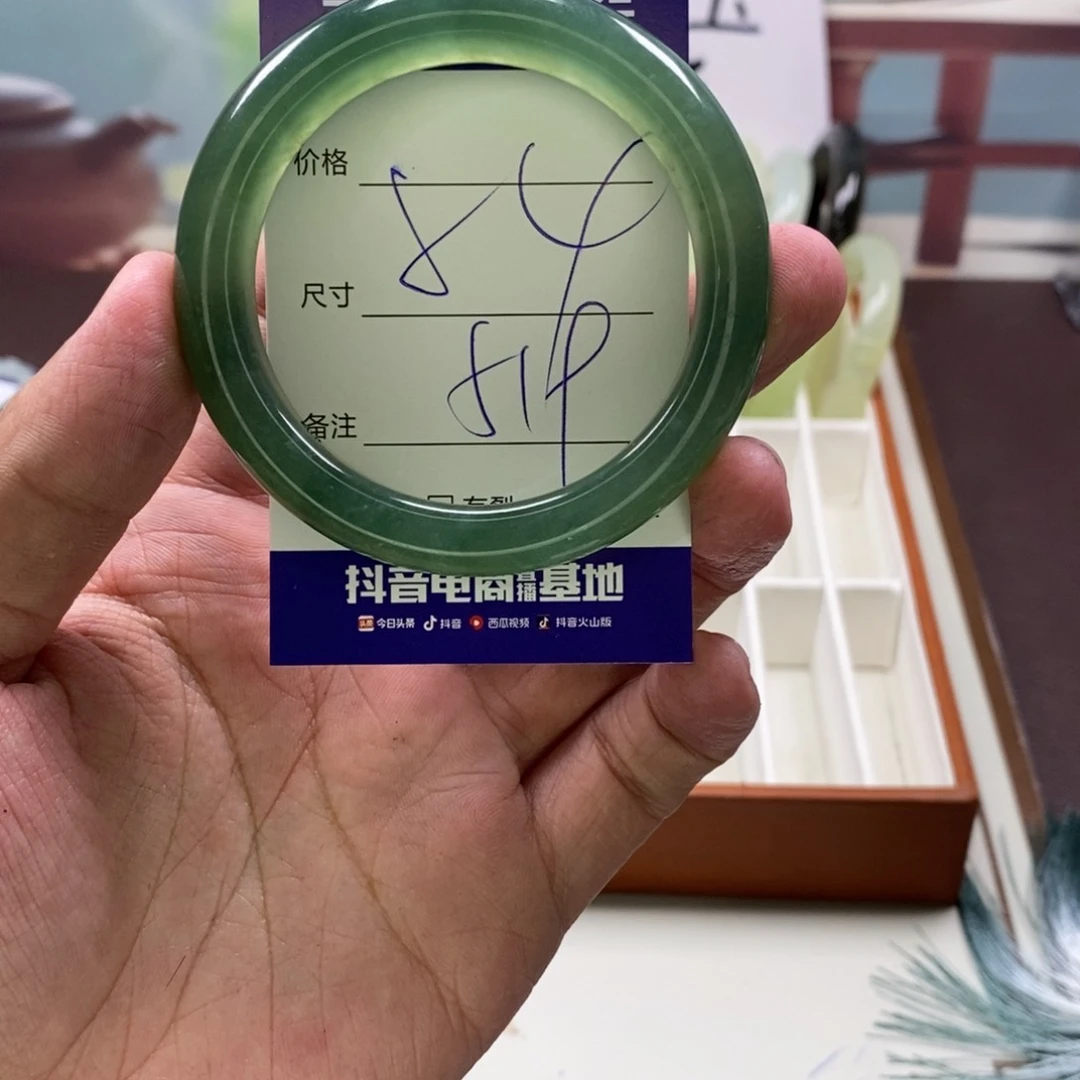 价格 84
尺寸
819
备注
抖音电商直播基地
今日头条 抖音 西瓜视频 抖音火山版